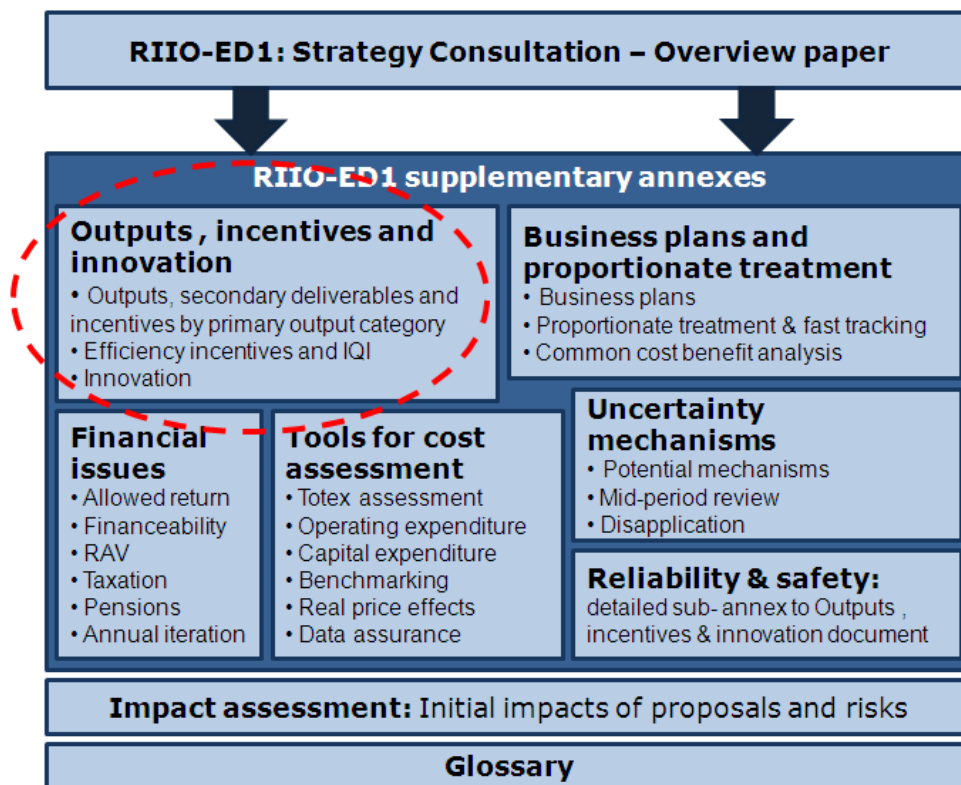 RIIO-ED1: Strategy Consultation – Overview paper
RIIO-ED1 supplementary annexes
Outputs , incentives and
innovation
• Outputs, secondary deliverables and
incentives by primary output category
• Efficiency incentives and IQI
• Innovation
Business plans and
proportionate treatment
• Business plans
• Proportionate treatment & fast tracking
• Common cost benefit analysis
Financial
issues
• Allowed return
• Financeability
• RAV
• Taxation
• Pensions
• Annual iteration
Tools for cost
assessment
• Totex assessment
• Operating expenditure
• Capital expenditure
• Benchmarking
• Real price effects
• Data assurance
Uncertainty
mechanisms
• Potential mechanisms
• Mid-period review
• Disapplication
Reliability & safety:
detailed sub- annex to Outputs ,
incentives & innovation document
Impact assessment: Initial impacts of proposals and risks
Glossary